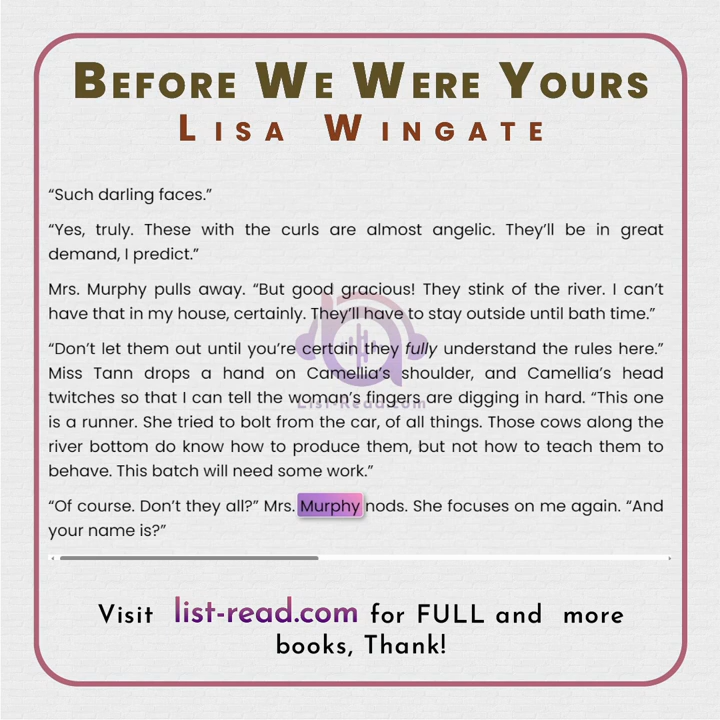 BEFORE WE WERE YOURS
LISA WINGATE
“Such darling faces.”
“Yes, truly. These with the curls are almost angelic. They’ll be in great
demand, I predict.”
Mrs. Murphy pulls away. “But good gracious! They stink of the river. I can’t
have that in my house, certainly. They’ll have to stay outside until bath time.”
“Don’t let them out until you’re certain they fully understand the rules here.”
Miss Tann drops a hand on Camellia’s shoulder, and Camellia’s head
twitches so that I can tell the woman’s fingers are digging in hard. “This one
is a runner. She tried to bolt from the car, of all things. Those cows along the
river bottom do know how to produce them, but not how to teach them to
behave. This batch will need some work.”
“Of course. Don’t they all?” Mrs. Murphy nods. She focuses on me again. “And
your name is?”
List-Read.com
Visit list-read.com for FULL and more
books, Thank!